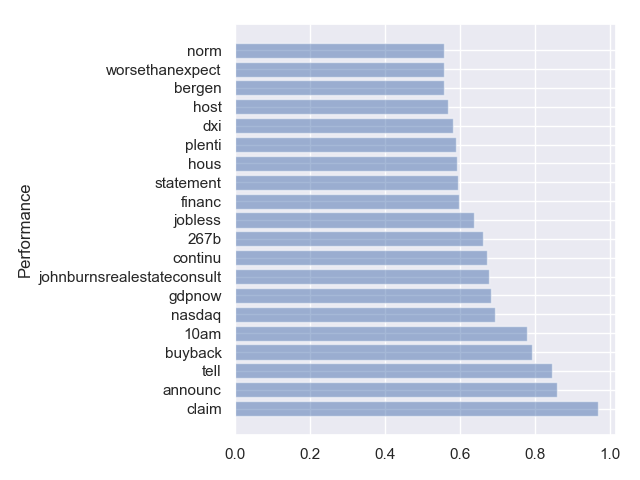 norm
worsethanexpect
bergen
host
dxi
plenti
hous
statement
financ
jobless
267b
continu
johnburnsrealestateconsult
gdpnow
nasdaq
10am
buyback
tell
announc
claim
Performance
0.0 0.2 0.4 0.6 0.8 1.0